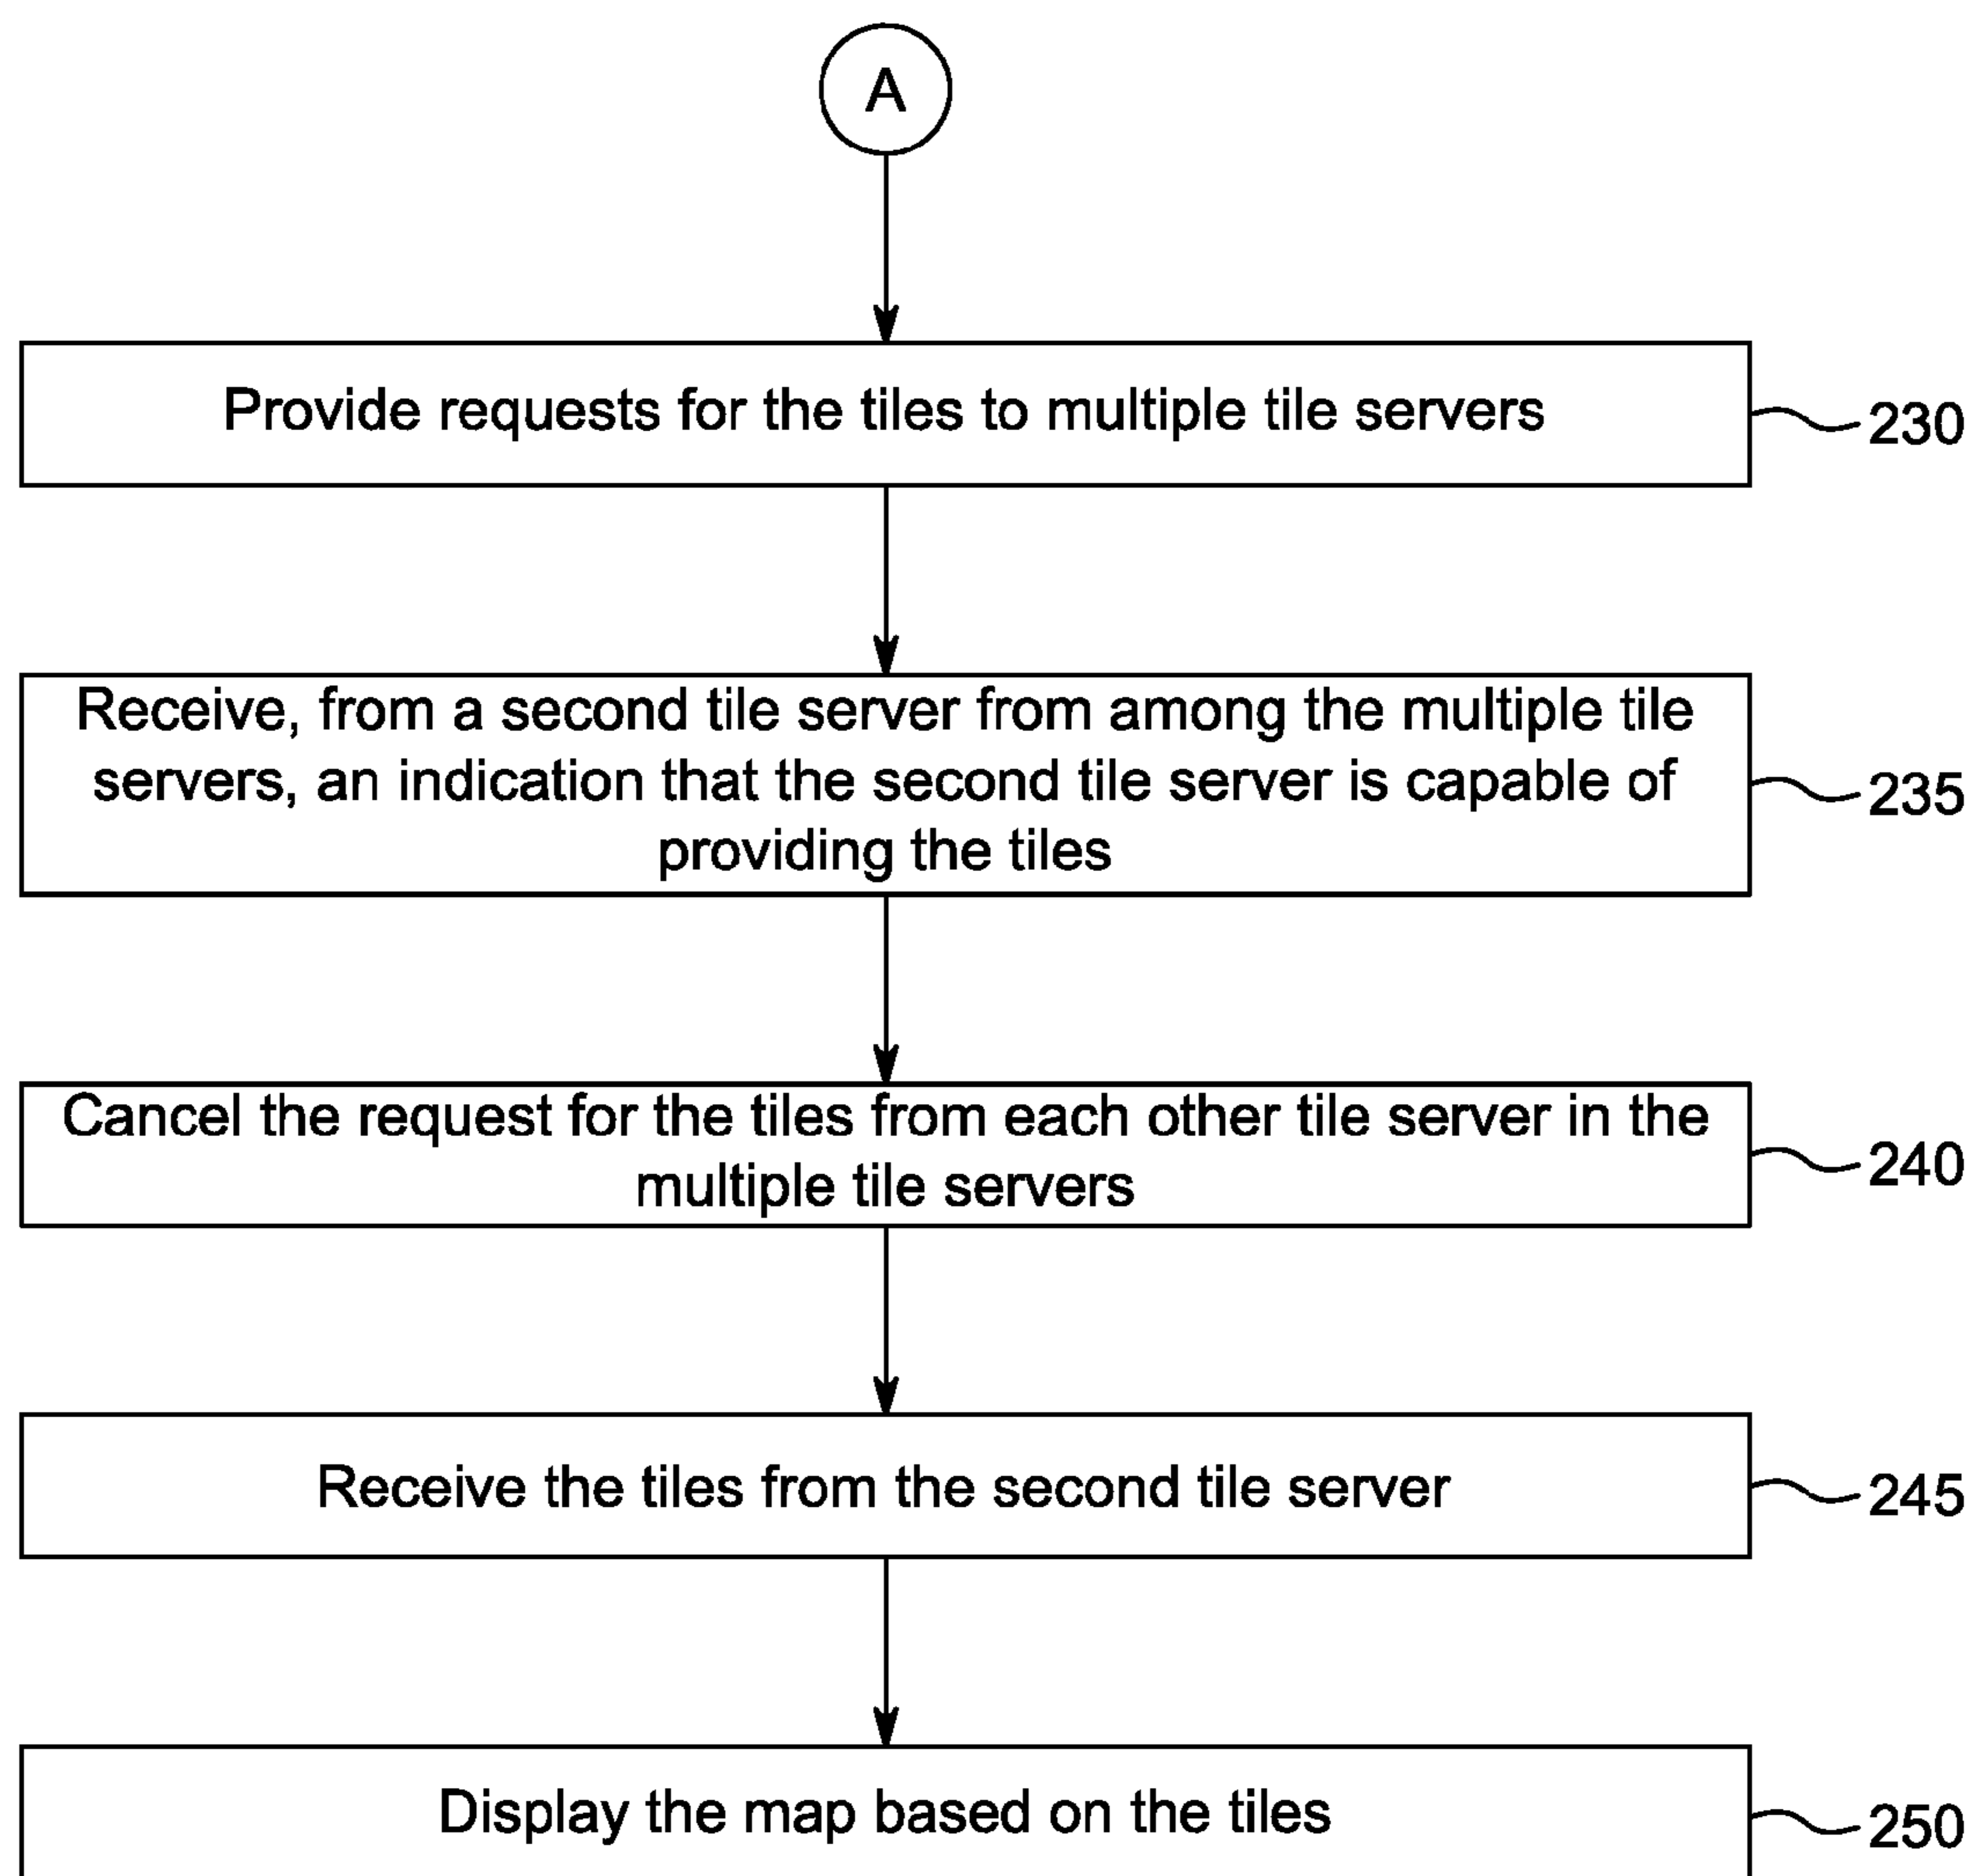 A
Provide requests for the tiles to multiple tile servers
230
Receive, from a second tile server from among the multiple tile
servers, an indication that the second tile server is capable of
providing the tiles
235
Cancel the request for the tiles from each other tile server in the
multiple tile servers
240
Receive the tiles from the second tile server
245
Display the map based on the tiles
250